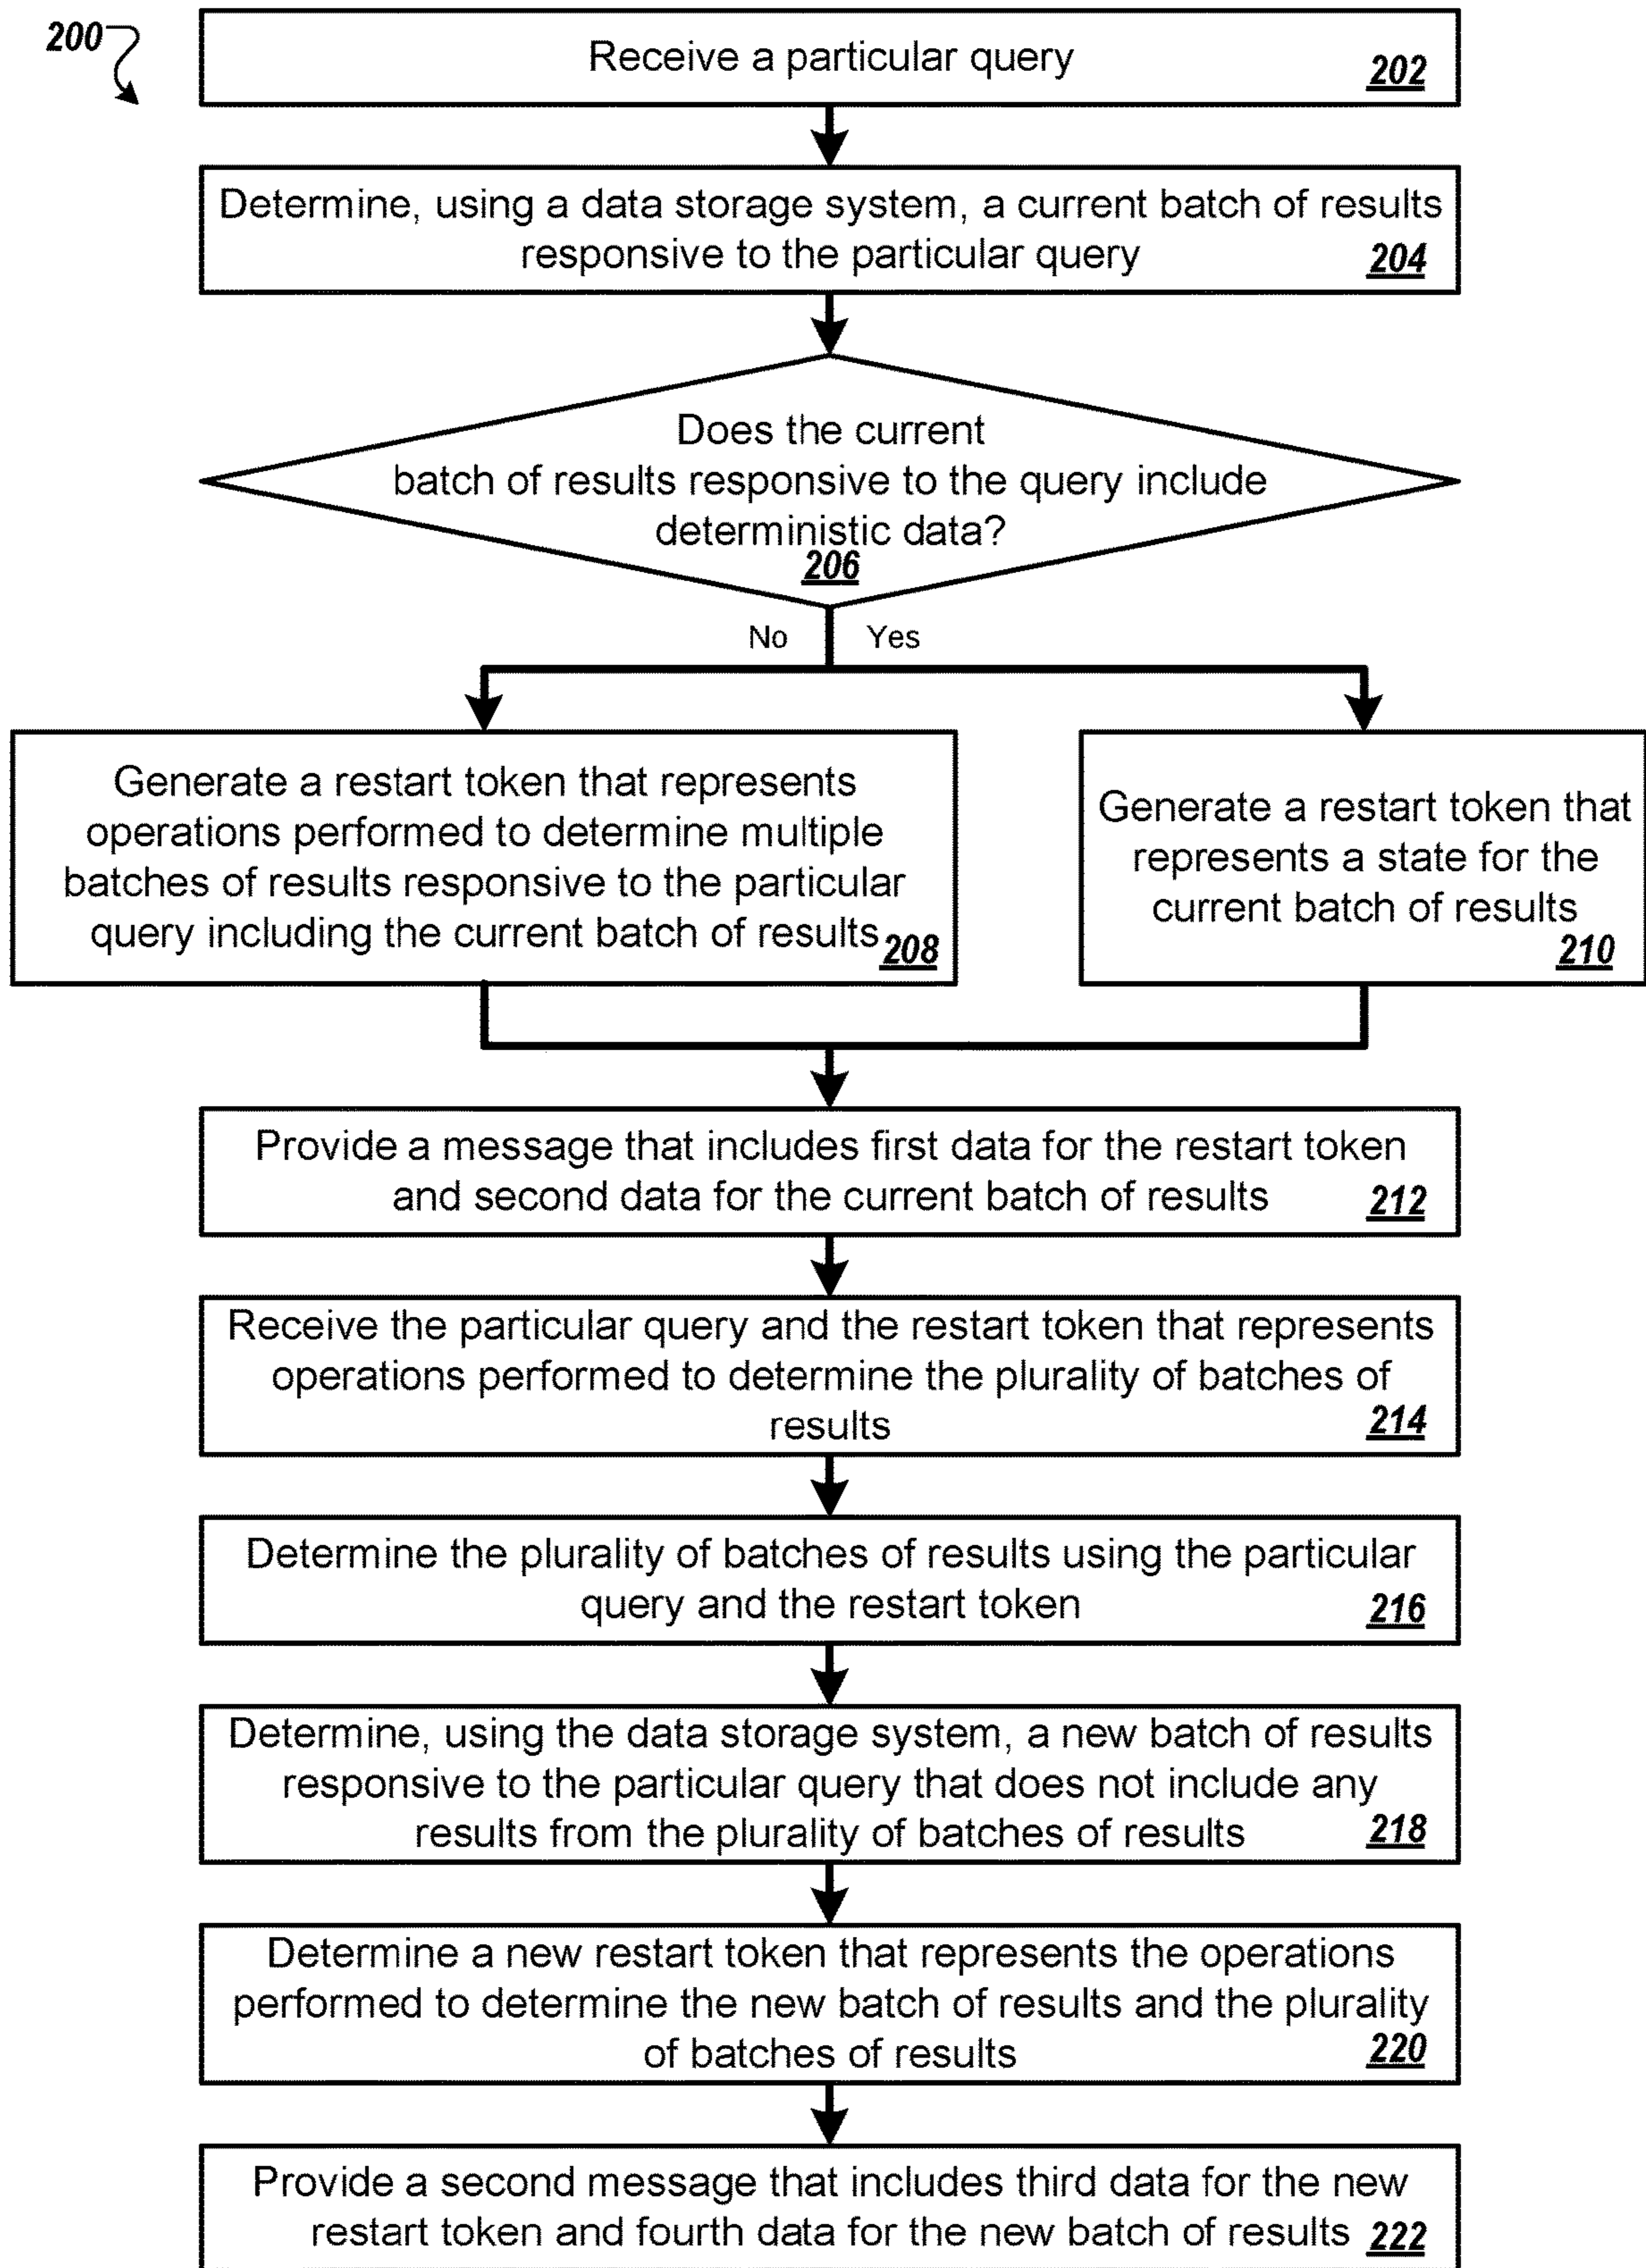 200
Receive a particular query 202
Determine, using a data storage system, a current batch of results
responsive to the particular query 204
Does the current
batch of results responsive to the query include
deterministic data?
206
No Yes
Generate a restart token that represents
operations performed to determine multiple
batches of results responsive to the particular
query including the current batch of results 208
Generate a restart token that
represents a state for the
current batch of results
210
Provide a message that includes first data for the restart token
and second data for the current batch of results 212
Receive the particular query and the restart token that represents
operations performed to determine the plurality of batches of
results 214
Determine the plurality of batches of results using the particular
query and the restart token 216
Determine, using the data storage system, a new batch of results
responsive to the particular query that does not include any
results from the plurality of batches of results 218
Determine a new restart token that represents the operations
performed to determine the new batch of results and the plurality
of batches of results 220
Provide a second message that includes third data for the new
restart token and fourth data for the new batch of results 222